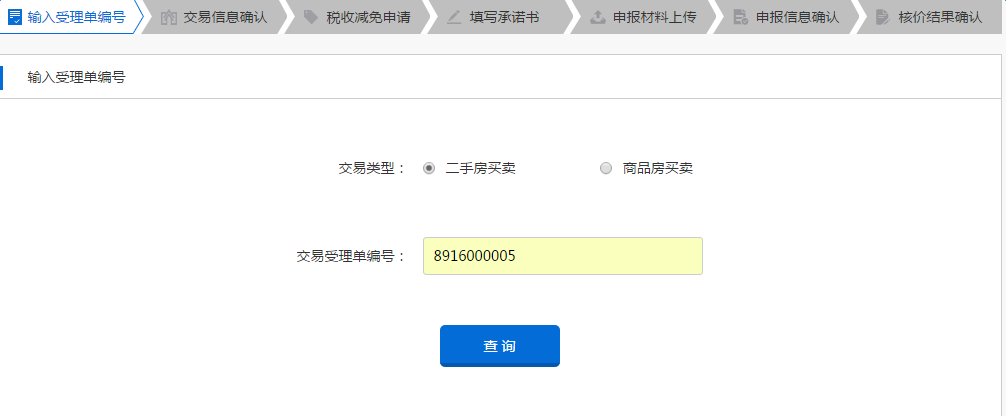 输入受理单编号 交易信息确认 税收减免申请 填写承诺书 申报材料上传 申报信息确认 核价结果确认
输入受理单编号
交易类型： 二手房买卖 商品房买卖
交易受理单编号： 8916000005
查 询